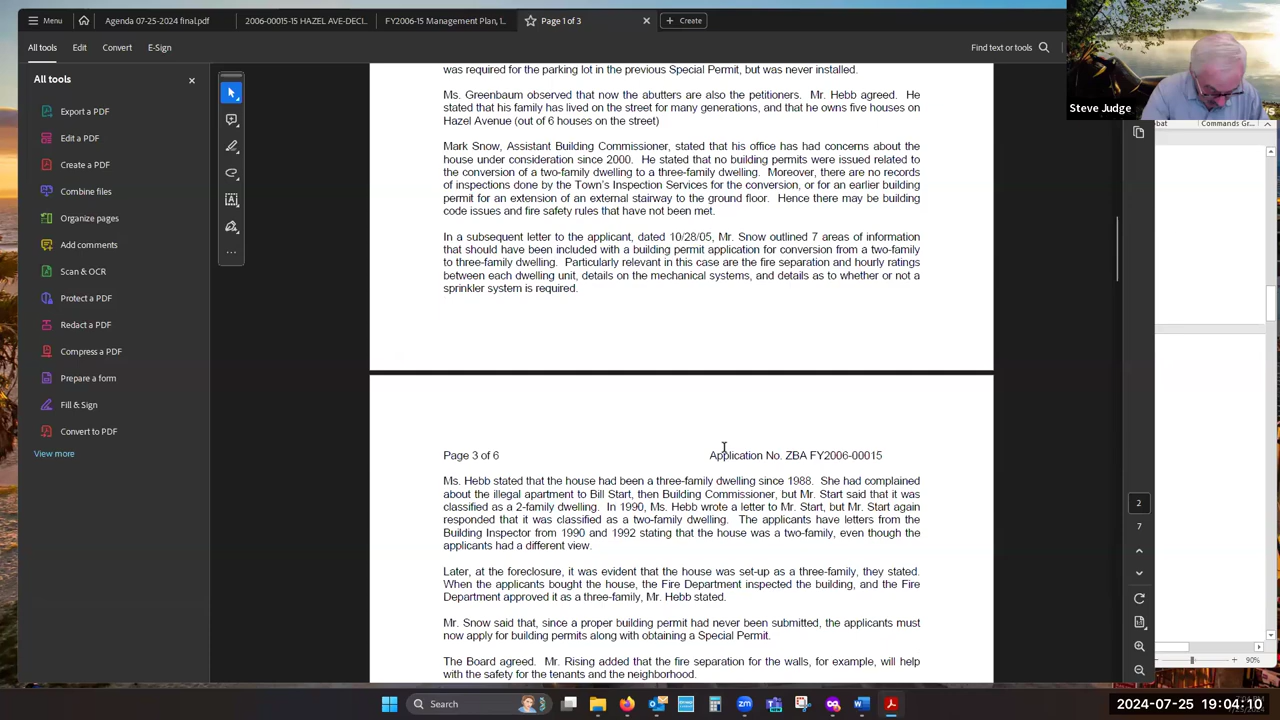 Menu
Agenda 07-25-2024 final.pdf
2006-00015-15 HAZEL AVE-DECI...
FY2006-15 Management Plan, l...
Page 1 of 3
Create
All tools
Edit
Convert
E-Sign
Find text or tools
Steve Judge
All tools
Export a PDF
Edit a PDF
Create a PDF
Combine files
Organize pages
Add comments
Scan & OCR
Protect a PDF
Redact a PDF
Compress a PDF
Prepare a form
Fill & Sign
Convert to PDF
View more
was required for the parking lot in the previous Special Permit, but was never installed.
Ms. Greenbaum observed that now the abutters are also the petitioners. Mr. Hebb agreed. He
stated that his family has lived on the street for many generations, and that he owns five houses on
Hazel Avenue (out of 6 houses on the street)
Mark Snow, Assistant Building Commissioner, stated that his office has had concerns about the
house under consideration since 2000. He stated that no building permits were issued related to
the conversion of a two-family dwelling to a three-family dwelling. Moreover, there are no records
of inspections done by the Town's Inspection Services for the conversion, or for an earlier building
permit for an extension of an external stairway to the ground floor. Hence there may be building
code issues and fire safety rules that have not been met.
In a subsequent letter to the applicant, dated 10/28/05, Mr. Snow outlined 7 areas of information
that should have been included with a building permit application for conversion from a two-family
to three-family dwelling. Particularly relevant in this case are the fire separation and hourly ratings
between each dwelling unit, details on the mechanical systems, and details as to whether or not a
sprinkler system is required.
Page 3 of 6
Application No. ZBA FY2006-00015
Ms. Hebb stated that the house had been a three-family dwelling since 1988. She had complained
about the illegal apartment to Bill Start, then Building Commissioner, but Mr. Start said that it was
classified as a 2-family dwelling. In 1990, Ms. Hebb wrote a letter to Mr. Start, but Mr. Start again
responded that it was classified as a two-family dwelling. The applicants have letters from the
Building Inspector from 1990 and 1992 stating that the house was a two-family, even though the
applicants had a different view.
Later, at the foreclosure, it was evident that the house was set-up as a three-family, they stated.
When the applicants bought the house, the Fire Department inspected the building, and the Fire
Department approved it as a three-family, Mr. Hebb stated.
Mr. Snow said that, since a proper building permit had never been submitted, the applicants must
now apply for building permits along with obtaining a Special Permit.
The Board agreed. Mr. Rising added that the fire separation for the walls, for example, will help
with the safety for the tenants and the neighborhood.
Commands Gr...
2
7
90%
Search
2024-07-25 19:04:10